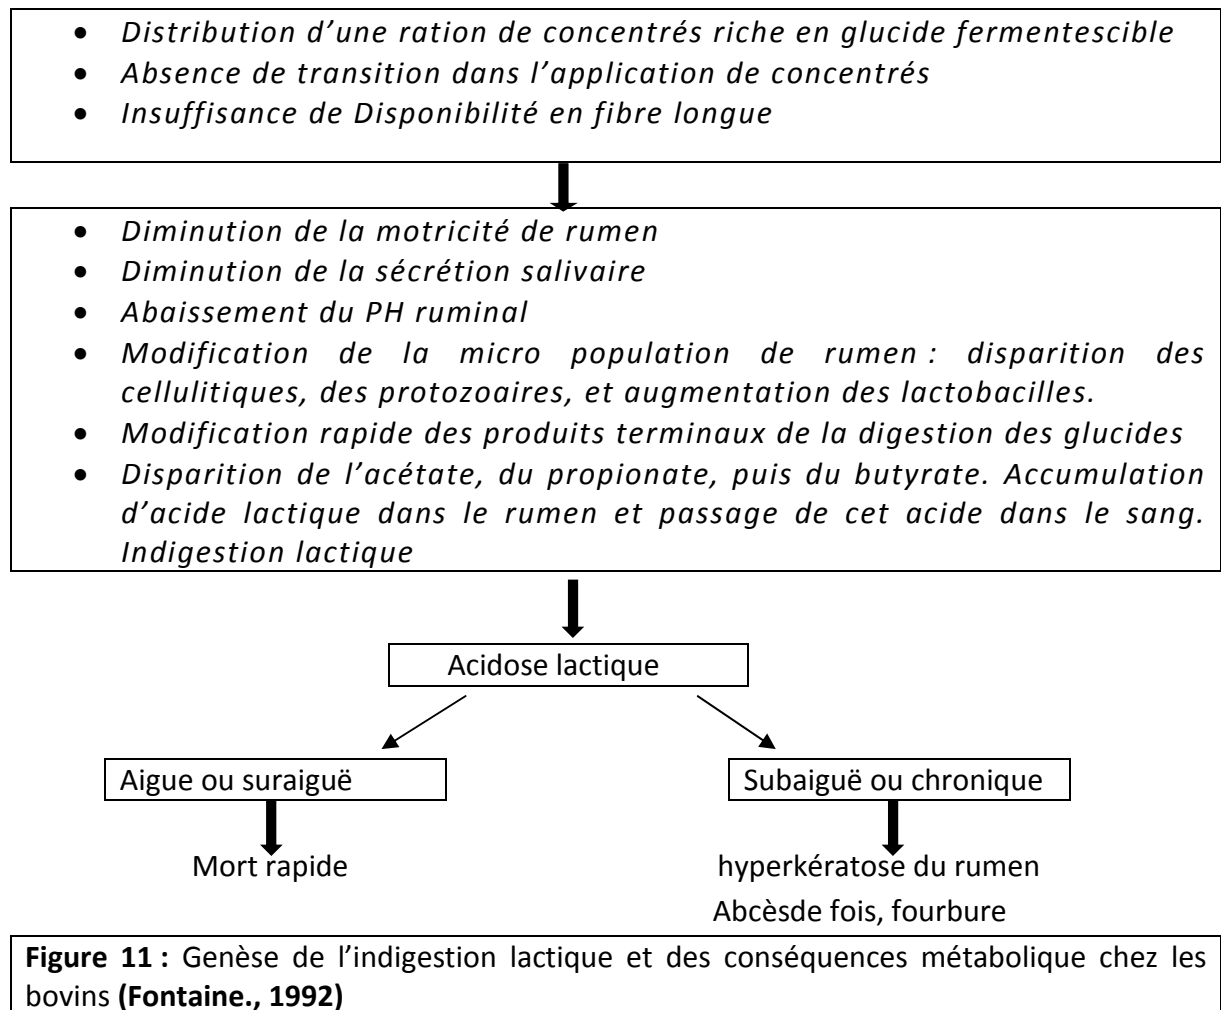 • Distribution d’une ration de concentrés riche en glucide fermentescible
• Absence de transition dans l’application de concentrés
• Insuffisance de Disponibilité en fibre longue
• Diminution de la motricité de rumen
• Diminution de la sécrétion salivaire
• Abaissement du PH ruminal
• Modification de la micro population de rumen : disparition des
cellulitiques, des protozoaires, et augmentation des lactobacilles.
• Modification rapide des produits terminaux de la digestion des glucides
• Disparition de l’acétate, du propionate, puis du butyrate. Accumulation
d’acide lactique dans le rumen et passage de cet acide dans le sang.
Indigestion lactique
Acidose lactique
Aigue ou suraiguë
Subaiguë ou chronique
Mort rapide
hyperkératose du rumen
Abcèsde fois, fourbure
Figure 11 : Genèse de l’indigestion lactique et des conséquences métabolique chez les
bovins (Fontaine., 1992)